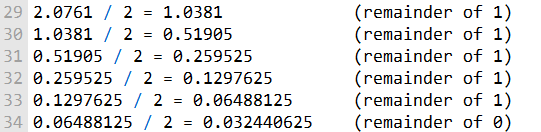 29 2.0761 / 2 = 1.0381 (remainder of 1)
30 1.0381 / 2 = 0.51905 (remainder of 1)
31 0.51905 / 2 = 0.259525 (remainder of 1)
32 0.259525 / 2 = 0.1297625 (remainder of 1)
33 0.1297625 / 2 = 0.06488125 (remainder of 1)
34 0.06488125 / 2 = 0.032440625 (remainder of 0)